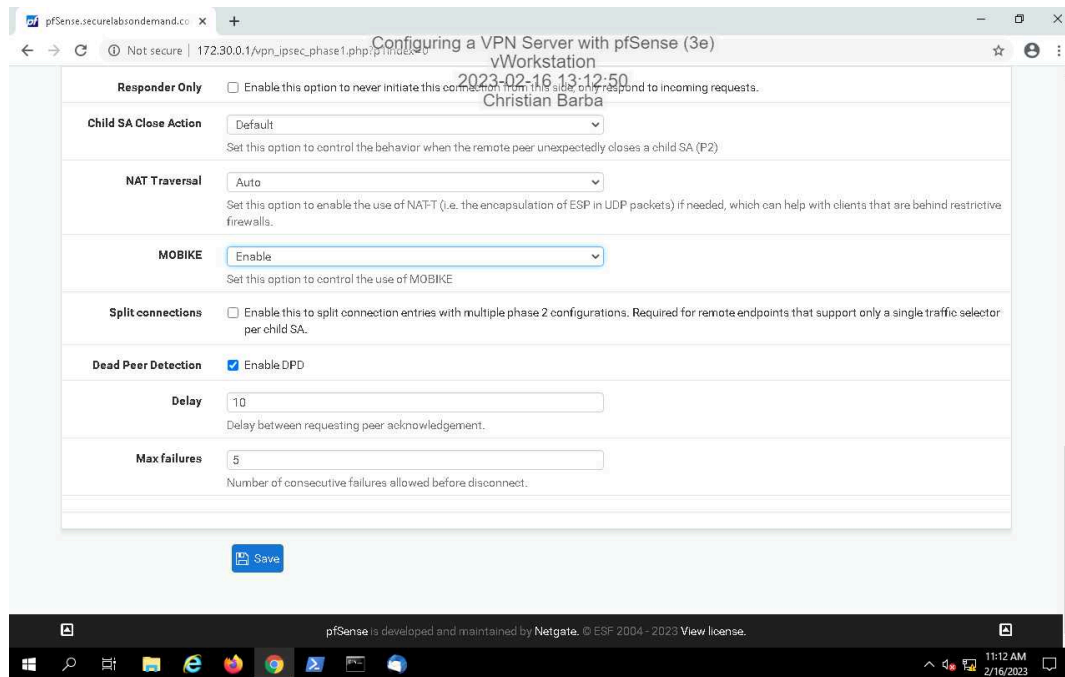 pfSense.securelabsondemand.co
Not secure | 172.30.0.1/vpn_ipsec_phase1.php?p1index=0
Configuring a VPN Server with pfSense (3e)
vWorkstation
2023-02-16 13:12:50
Christian Barba
Responder Only
Enable this option to never initiate this connection from this side, only respond to incoming requests.
Child SA Close Action
Default
Set this option to control the behavior when the remote peer unexpectedly closes a child SA (P2)
NAT Traversal
Auto
Set this option to enable the use of NAT-T (i.e. the encapsulation of ESP in UDP packets) if needed, which can help with clients that are behind restrictive
firewalls.
MOBIKE
Enable
Set this option to control the use of MOBIKE
Split connections
Enable this to split connection entries with multiple phase 2 configurations. Required for remote endpoints that support only a single traffic selector
per child SA.
Dead Peer Detection
Enable DPD
Delay
10
Delay between requesting peer acknowledgement.
Max failures
5
Number of consecutive failures allowed before disconnect.
Save
pfSense is developed and maintained by Netgate. © ESF 2004 - 2023 View license.
11:12 AM
2/16/2023